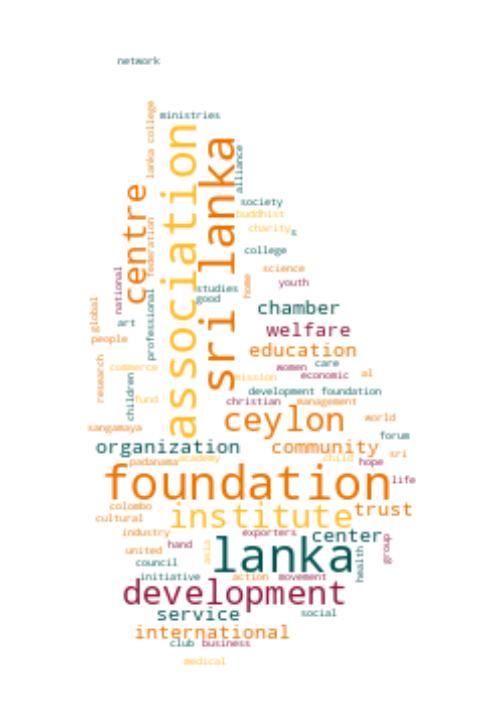 network
lanka college
ministries
association
sri lanka
alliance
centre
federation
society
buddhist
charity
s
college
national
science
home
youth
studies
good
professional
global
art
people
chamber
welfare
education
research
commerce
children
fund
women
care
economic
al
mission
development foundation
christian
management
ceylon
world
sangamaya
forum
organization
community
sri
padanama
academy
child
hope
foundation
life
colombo
cultural
institute
trust
industry
exporters
center
group
united
hand
asia
lanka
health
council
initiative
action
movement
development
service
social
international
club
business
medical